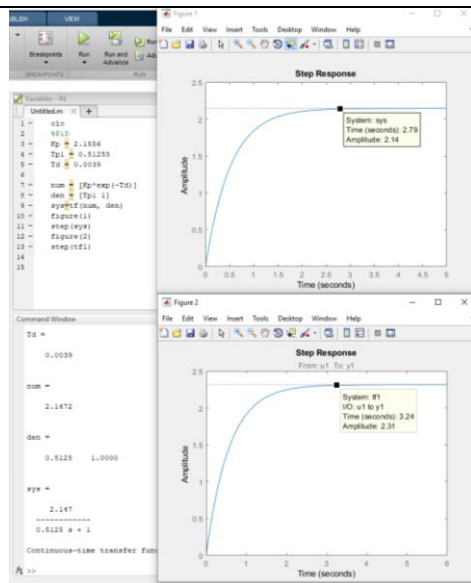 VIEW
Breakpoints
Run
Run and
Advance
BREAKPOINTS
RUN
Variables - PI
Untitled.m
1 - clc
2 %P1D
3 - Kp = 2.1556
4 - Tp1 = 0.51255
5 - Td = 0.0039
6
7 - num = [Kp*exp(-Td)]
8 - den = [Tp1 1]
9 - sys=tf(num, den)
10 - figure(1)
11 - step(sys)
12 - figure(2)
13 - step(tf1)
14
15
Command Window
Td =
0.0039
num =
2.1472
den =
0.5125 1.0000
sys =
2.147
------------
0.5125 s + 1
Continuous-time transfer func
fx >>
Figure 1
File Edit View Insert Tools Desktop Window Help
Step Response
2.5
2
1.5
1
0.5
0
Amplitude
System: sys
Time (seconds): 2.79
Amplitude: 2.14
0 0.5 1 1.5 2 2.5 3 3.5 4 4.5 5
Time (seconds)
Figure 2
File Edit View Insert Tools Desktop Window Help
Step Response
From: u1 To: y1
2.5
2
1.5
1
0.5
0
Amplitude
System: tf1
I/O: u1 to y1
Time (seconds): 3.24
Amplitude: 2.31
0 1 2 3 4 5 6
Time (seconds)